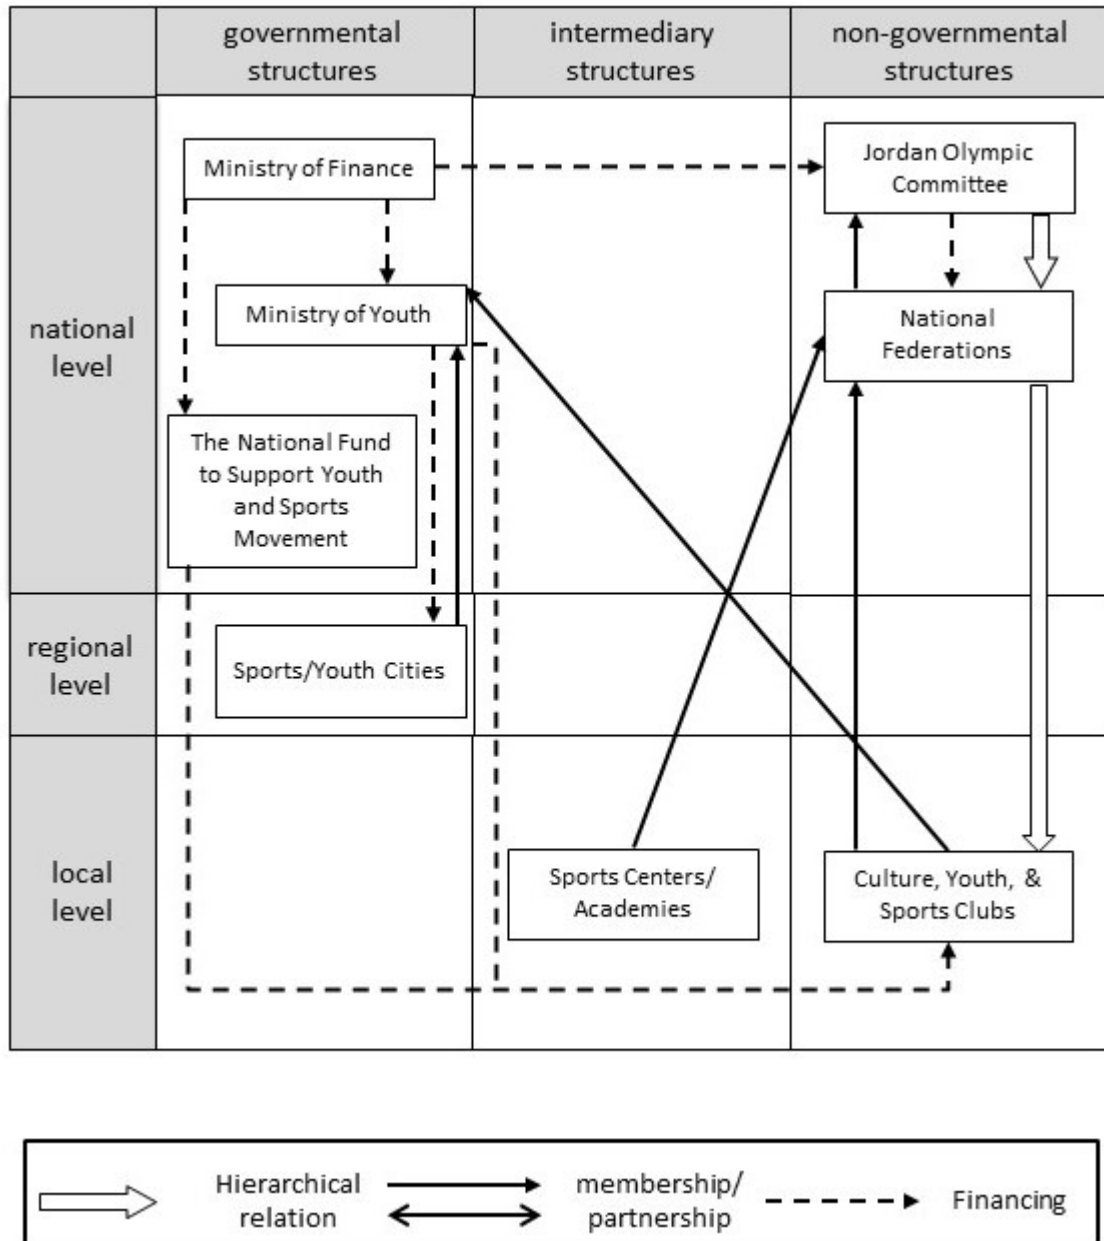 governmental
structures
intermediary
structures
non-governmental
structures
national
level
Ministry of Finance
Jordan Olympic
Committee
Ministry of Youth
National
Federations
The National Fund
to Support Youth
and Sports
Movement
regional
level
Sports/Youth Cities
local
level
Sports Centers/
Academies
Culture, Youth, &
Sports Clubs
Hierarchical
relation
membership/
partnership
Financing